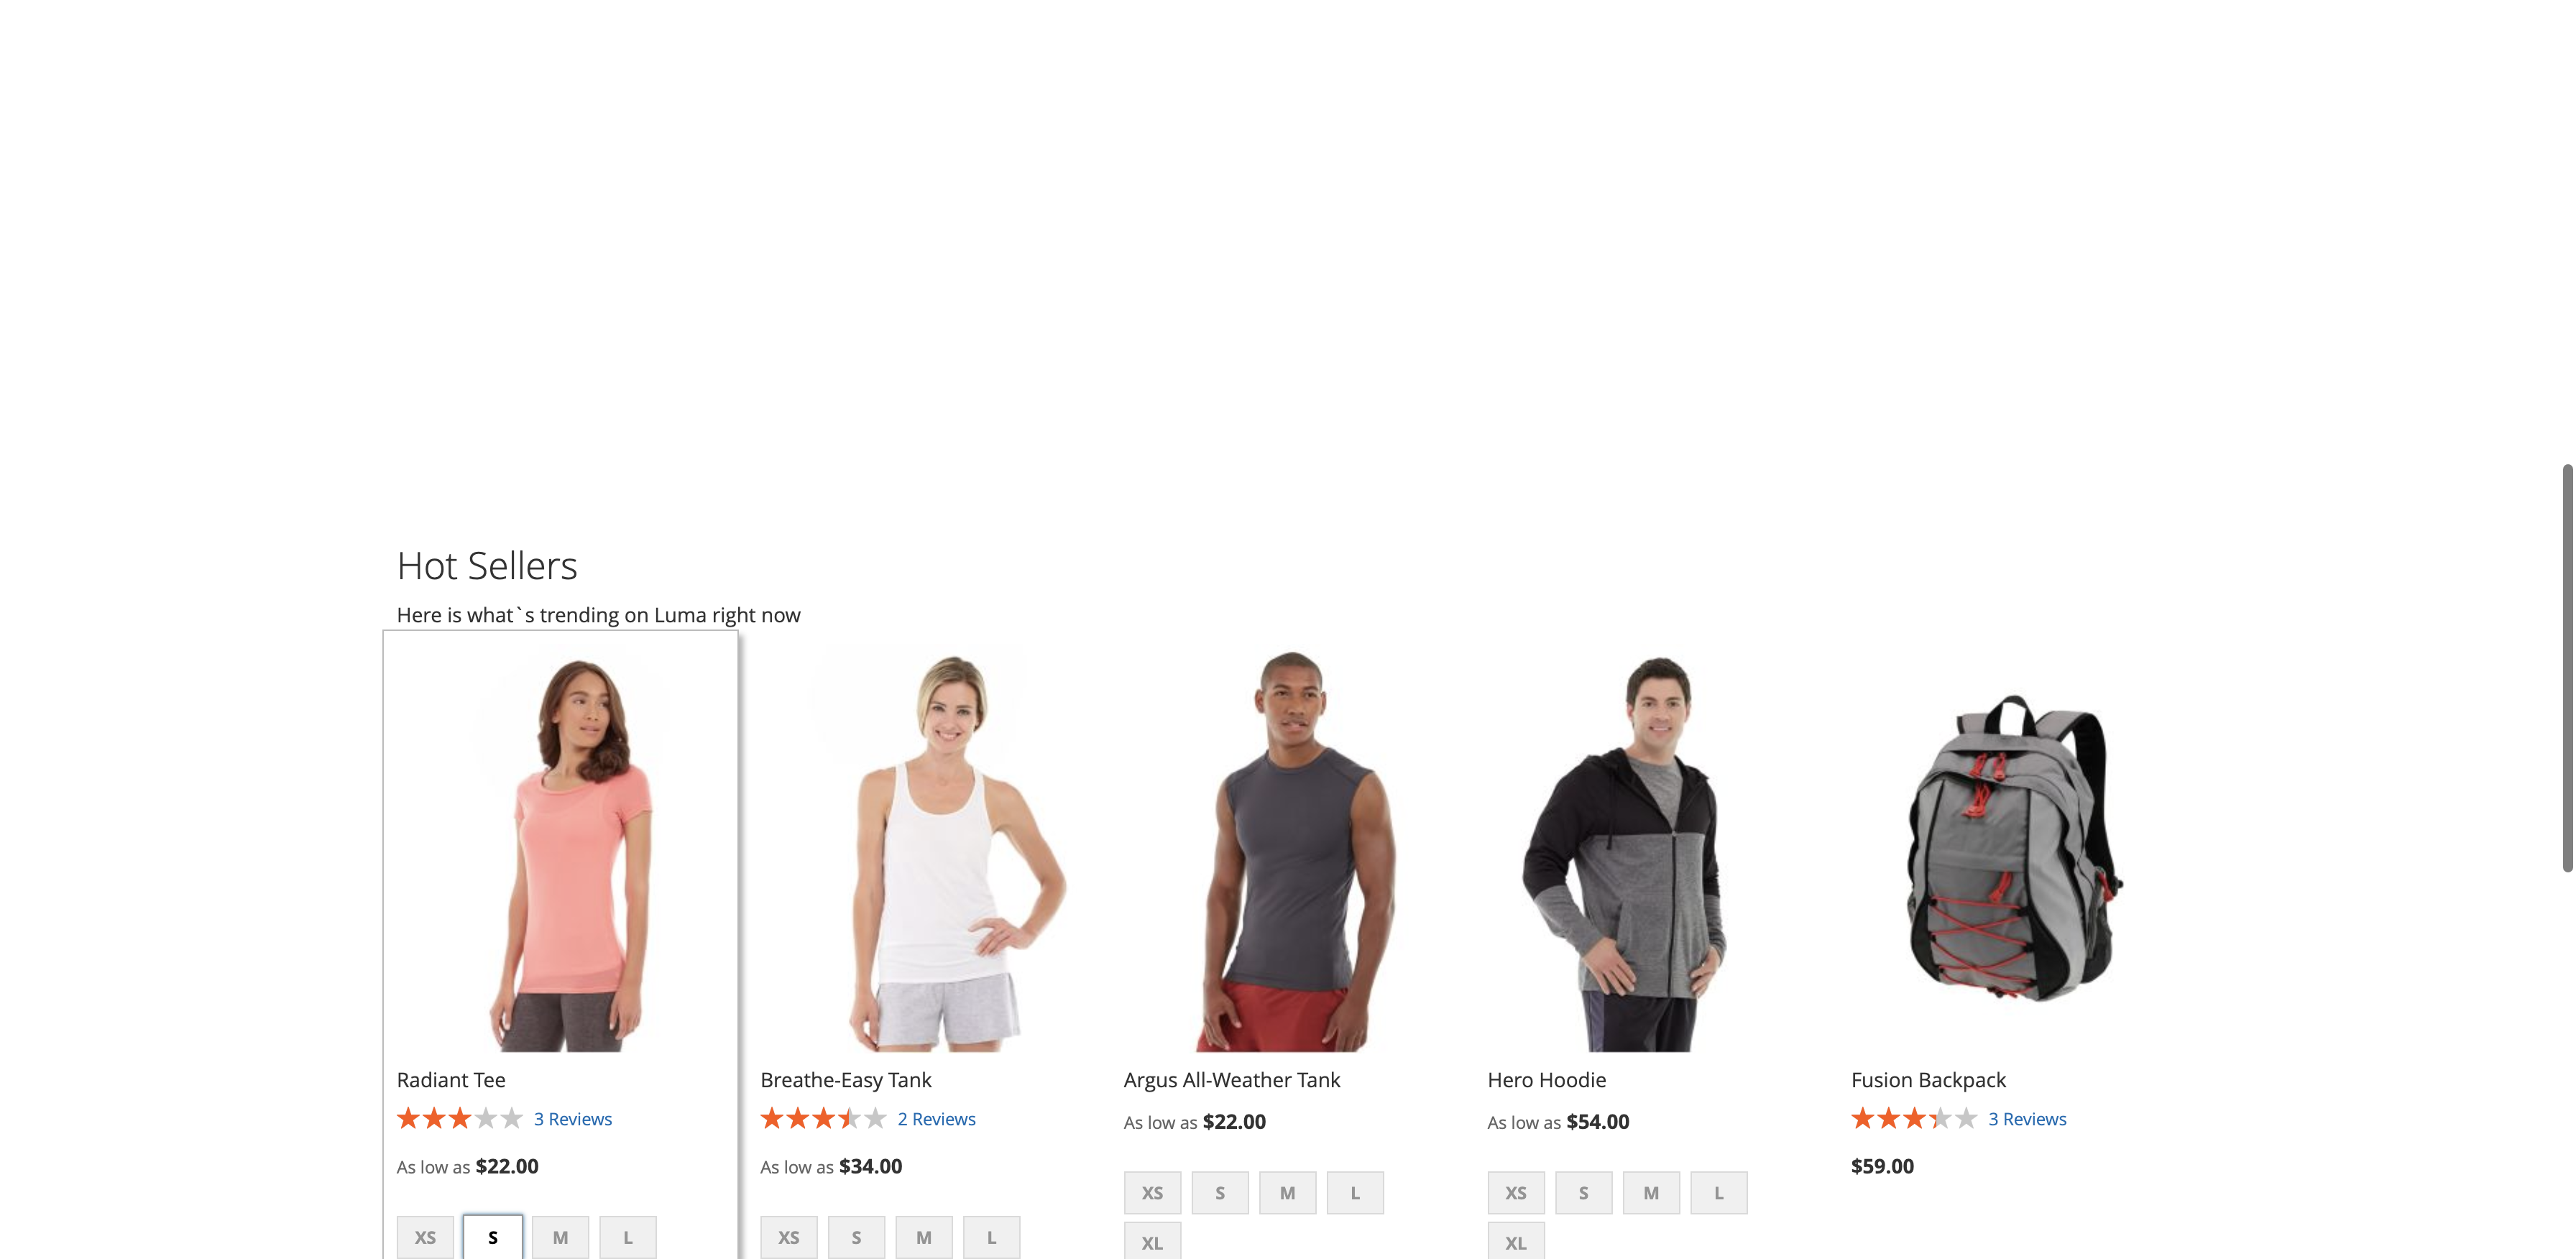 Hot Sellers
Here is what`s trending on Luma right now
Radiant Tee
3 Reviews
As low as $22.00
XS S M L
Breathe-Easy Tank
2 Reviews
As low as $34.00
XS S M L
Argus All-Weather Tank
As low as $22.00
XS S M L
XL
Hero Hoodie
As low as $54.00
XS S M L
XL
Fusion Backpack
3 Reviews
$59.00